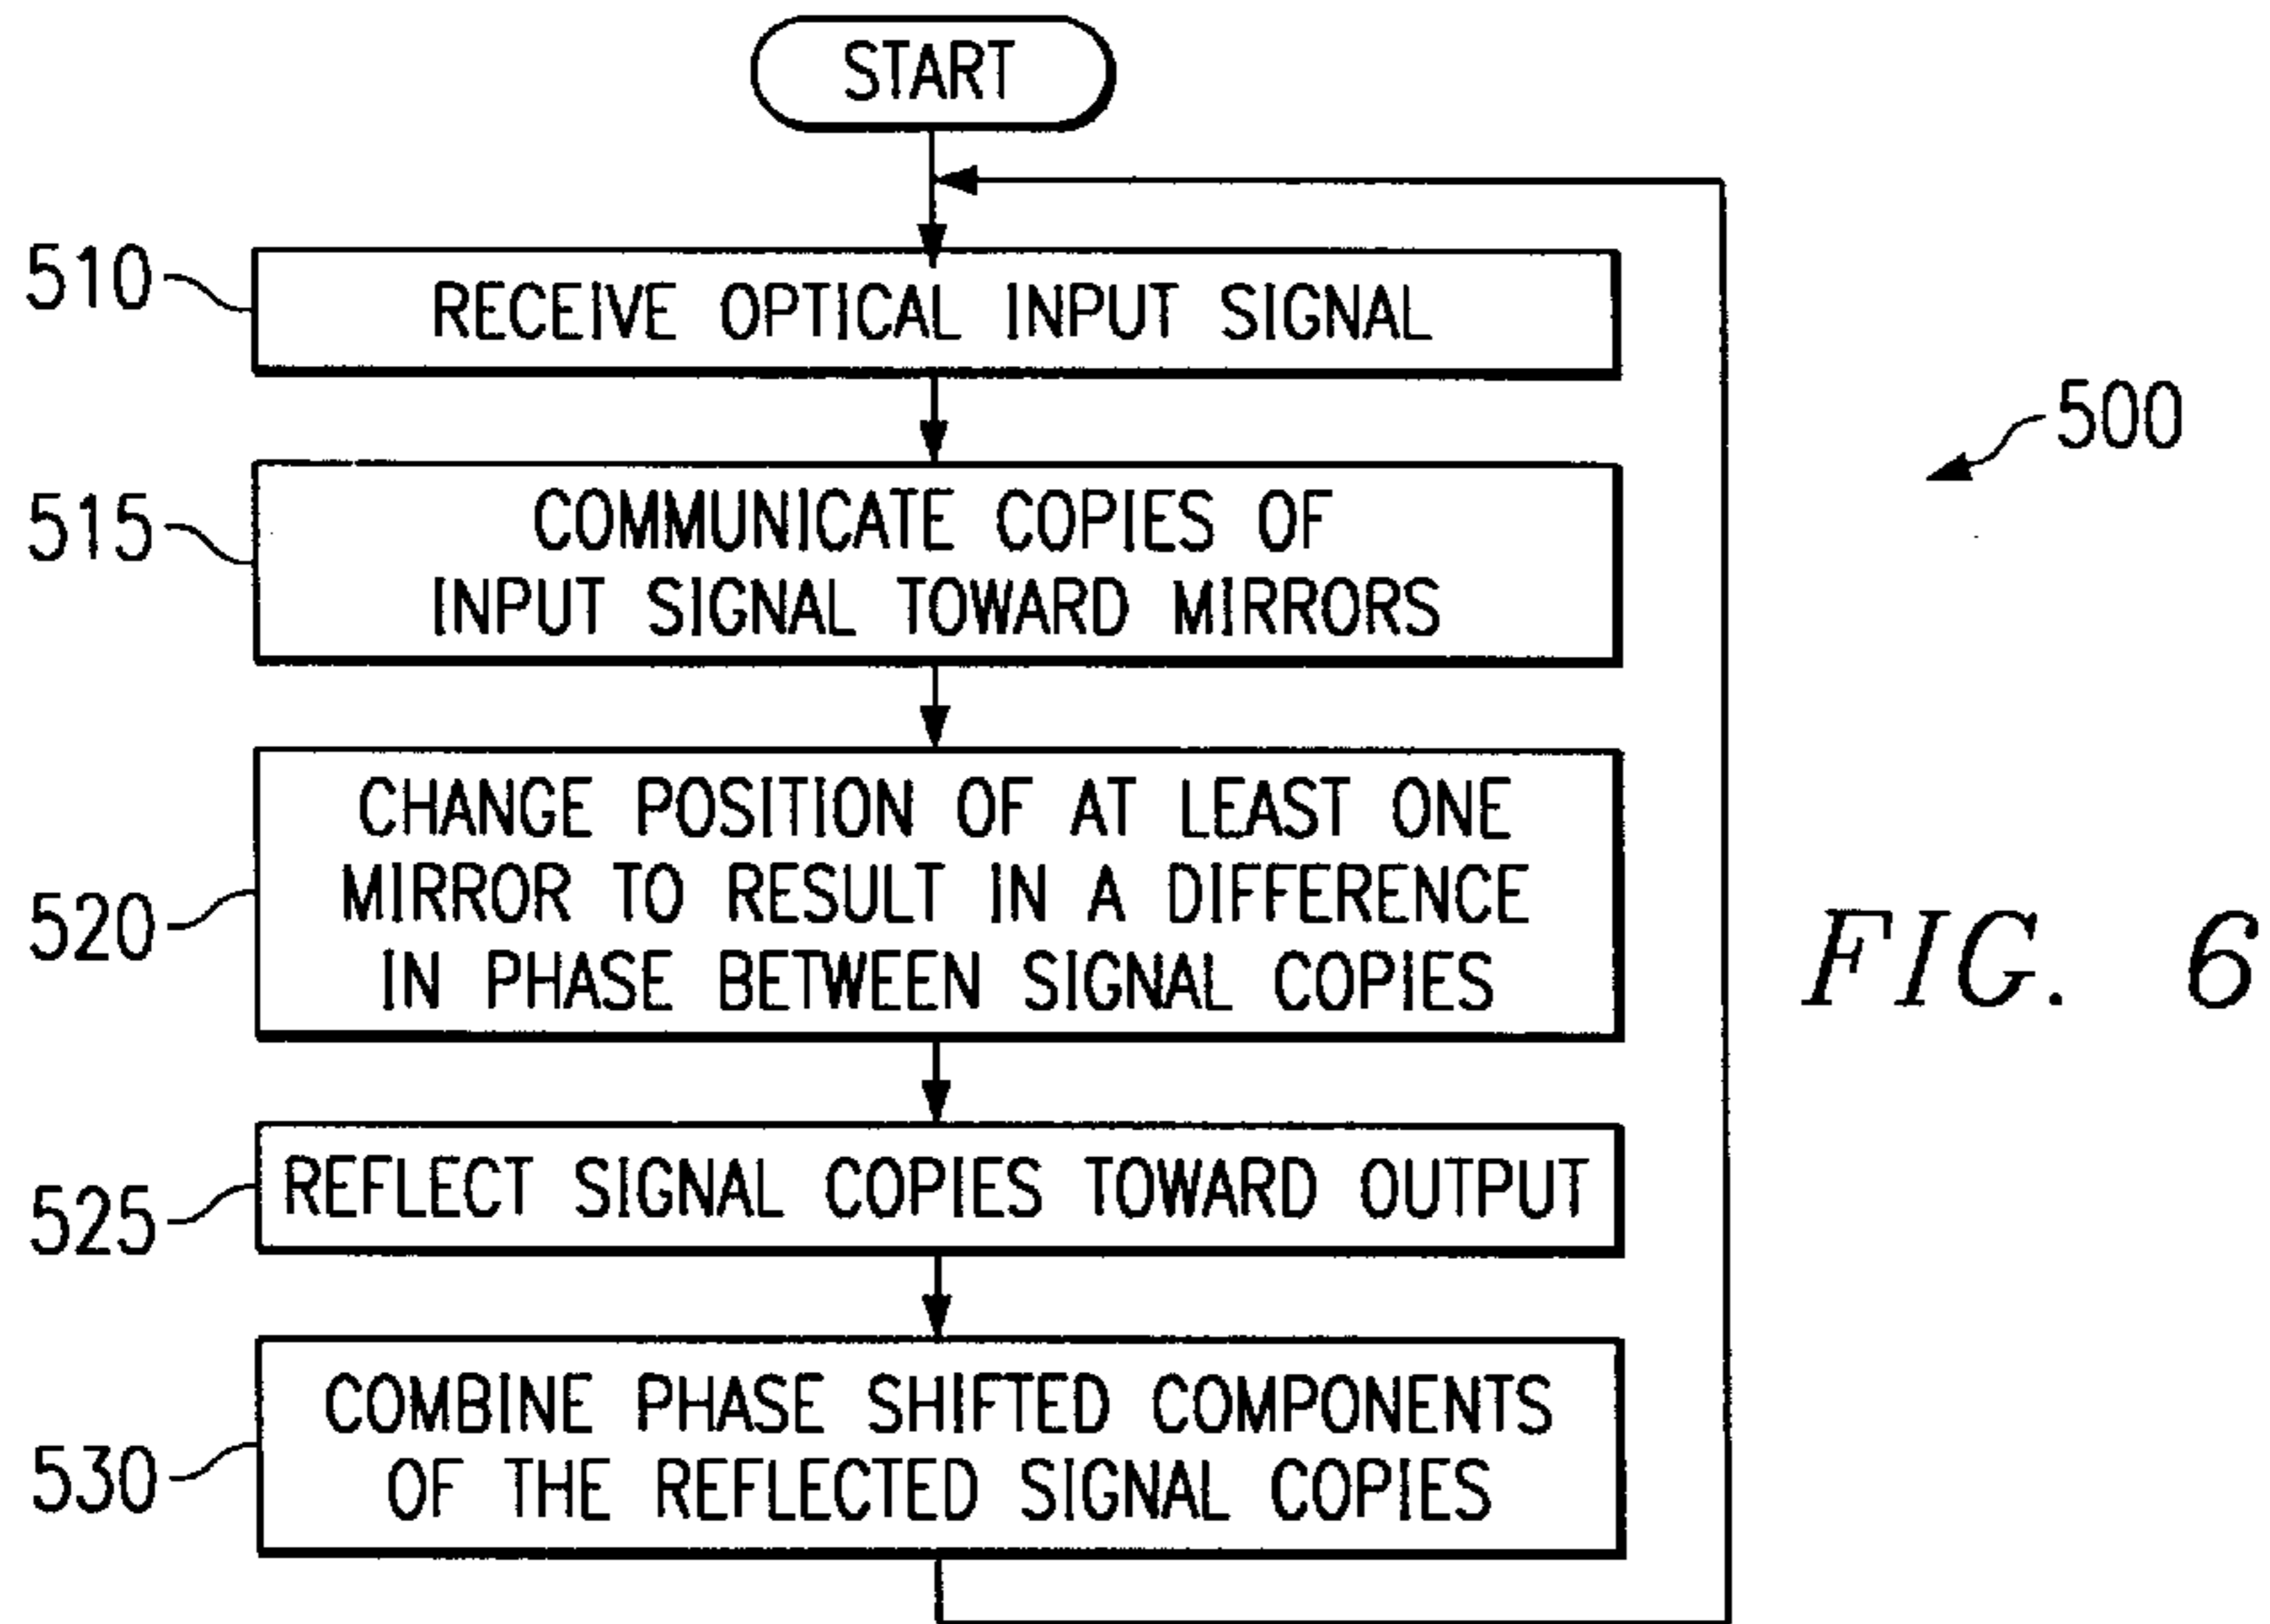 START
510
RECEIVE OPTICAL INPUT SIGNAL
500
515
COMMUNICATE COPIES OF
INPUT SIGNAL TOWARD MIRRORS
520
CHANGE POSITION OF AT LEAST ONE
MIRROR TO RESULT IN A DIFFERENCE
IN PHASE BETWEEN SIGNAL COPIES
FIG. 6
525
REFLECT SIGNAL COPIES TOWARD OUTPUT
530
COMBINE PHASE SHIFTED COMPONENTS
OF THE REFLECTED SIGNAL COPIES